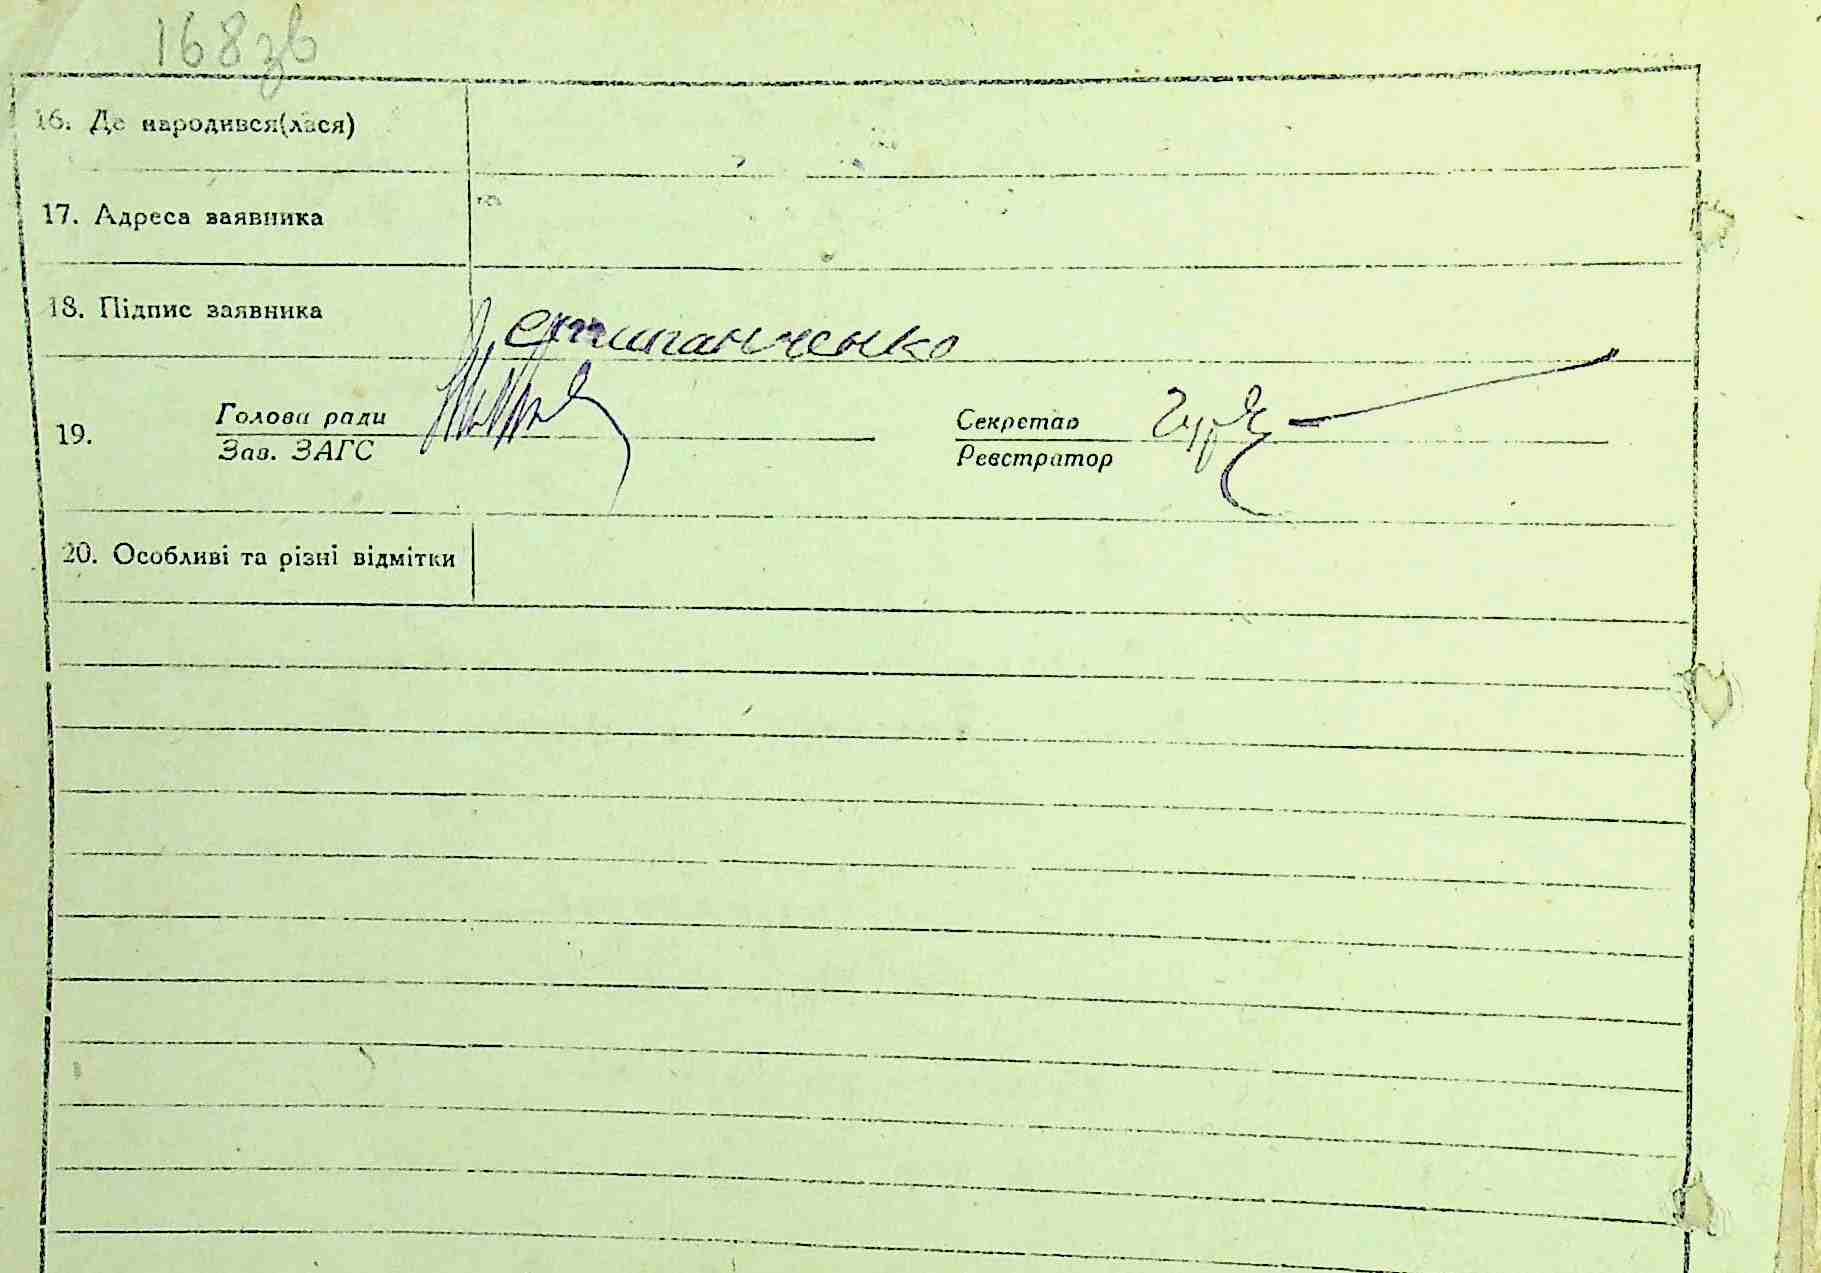 168зв
16. Де народився(лася)
17. Адреса заявника
18. Підпис заявника Стипанченко
19. Голова ради Секретар
Зав. ЗАГС Реєстратор
20. Особливі та різні відмітки